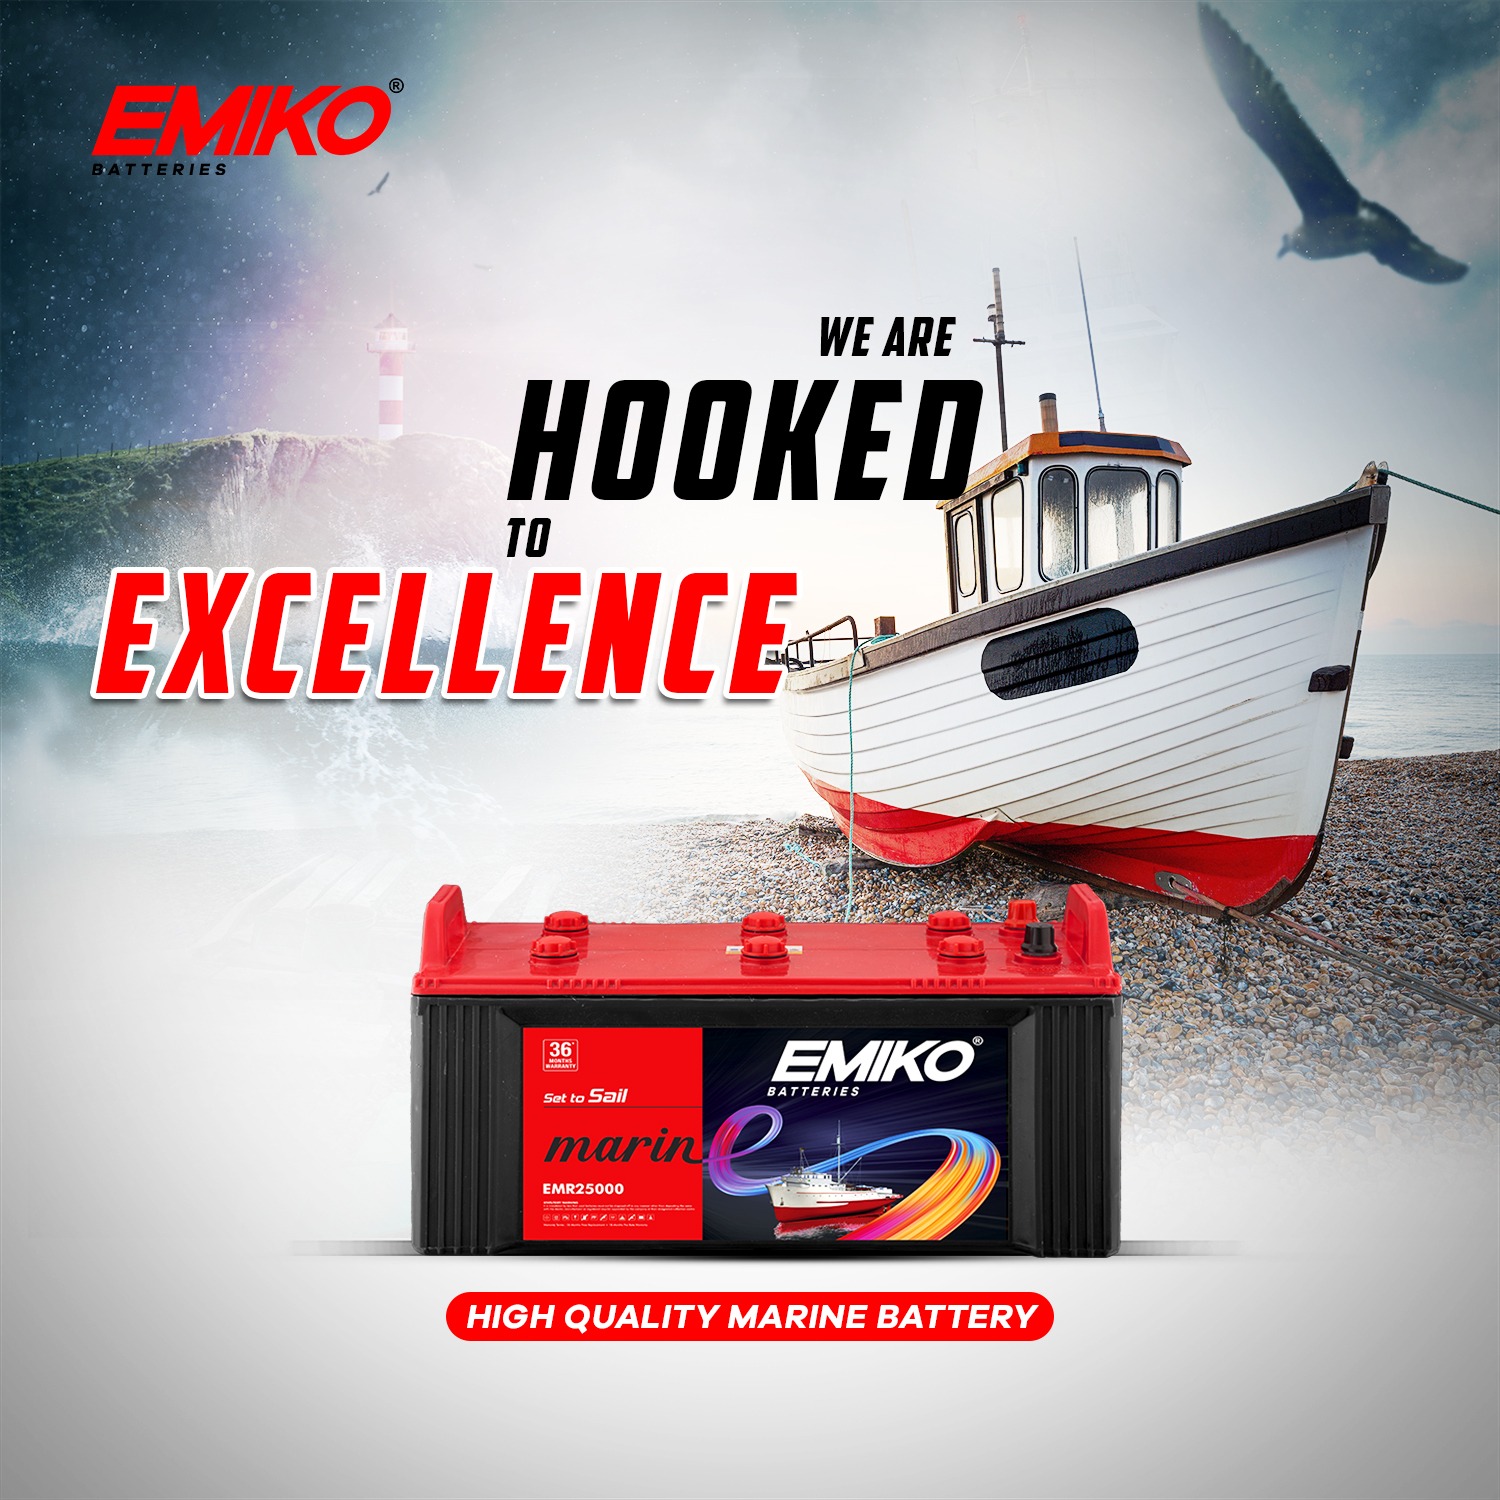 EMIKO®
BATTERIES
WE ARE
HOOKED
TO
EXCELLENCE
36
MONTHS
WARRANTY
Set to Sail
marine
EMR25000
EMIKO®
BATTERIES
HIGH QUALITY MARINE BATTERY